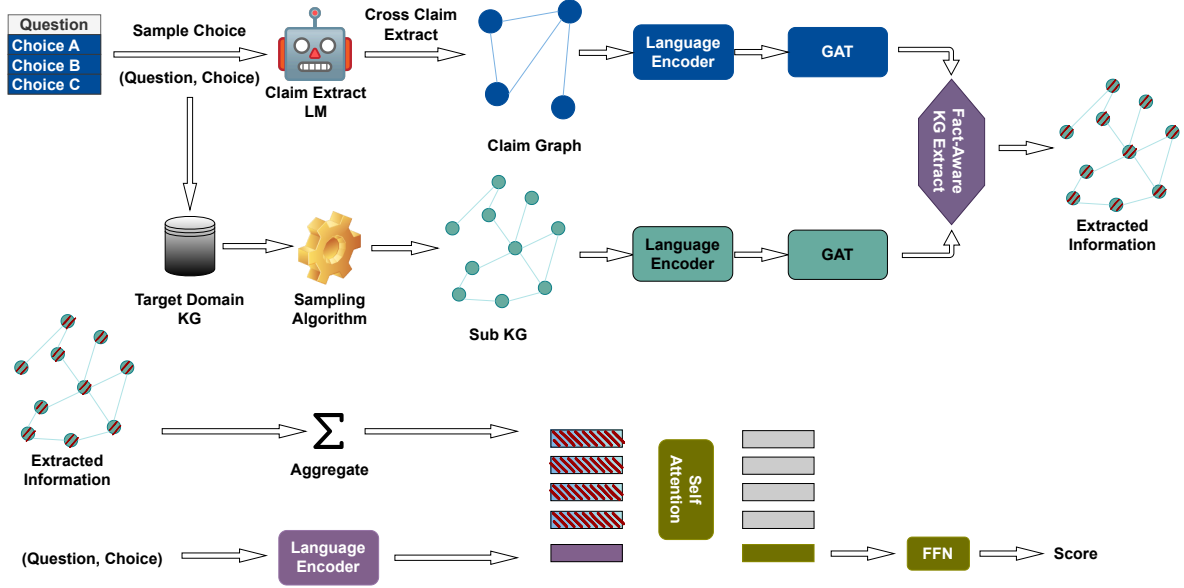 Question
Choice A
Choice B
Choice C
Sample Choice
(Question, Choice)
Claim Extract
LM
Cross Claim
Extract
Claim Graph
Language
Encoder
GAT
Fact-Aware
KG Extract
Extracted
Information
Target Domain
KG
Sampling
Algorithm
Sub KG
Language
Encoder
GAT
Extracted
Information
Σ
Aggregate
Self
Attention
(Question, Choice)
Language
Encoder
FFN
Score